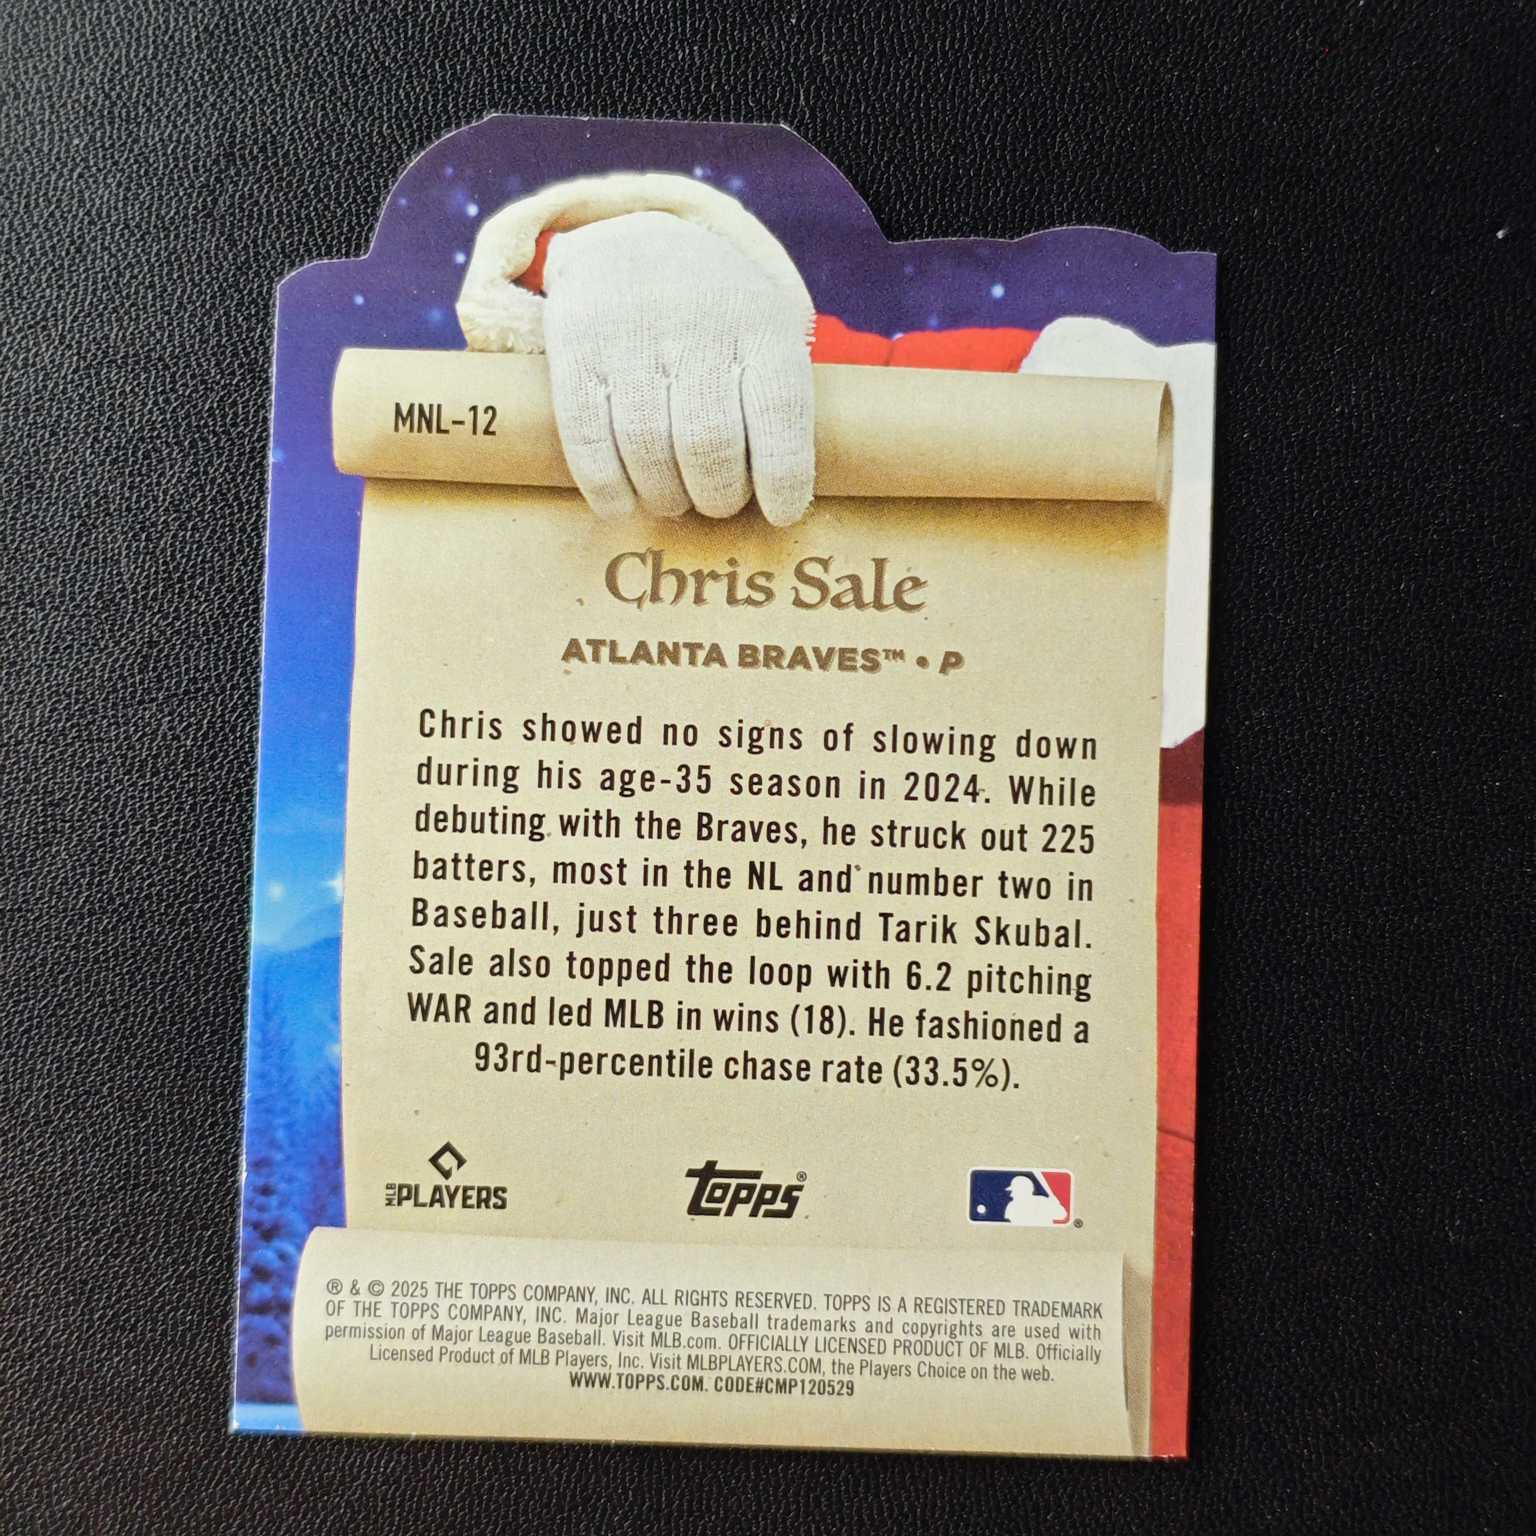 MNL-12
Chris Sale
ATLANTA BRAVES™ • P
Chris showed no signs of slowing down
during his age-35 season in 2024. While
debuting with the Braves, he struck out 225
batters, most in the NL and number two in
Baseball, just three behind Tarik Skubal.
Sale also topped the loop with 6.2 pitching
WAR and led MLB in wins (18). He fashioned a
93rd-percentile chase rate (33.5%).
MLB PLAYERS
topps®
®
® & © 2025 THE TOPPS COMPANY, INC. ALL RIGHTS RESERVED. TOPPS IS A REGISTERED TRADEMARK
OF THE TOPPS COMPANY, INC. Major League Baseball trademarks and copyrights are used with
permission of Major League Baseball. Visit MLB.com. OFFICIALLY LICENSED PRODUCT OF MLB. Officially
Licensed Product of MLB Players, Inc. Visit MLBPLAYERS.COM, the Players Choice on the web.
WWW.TOPPS.COM. CODE#CMP120529